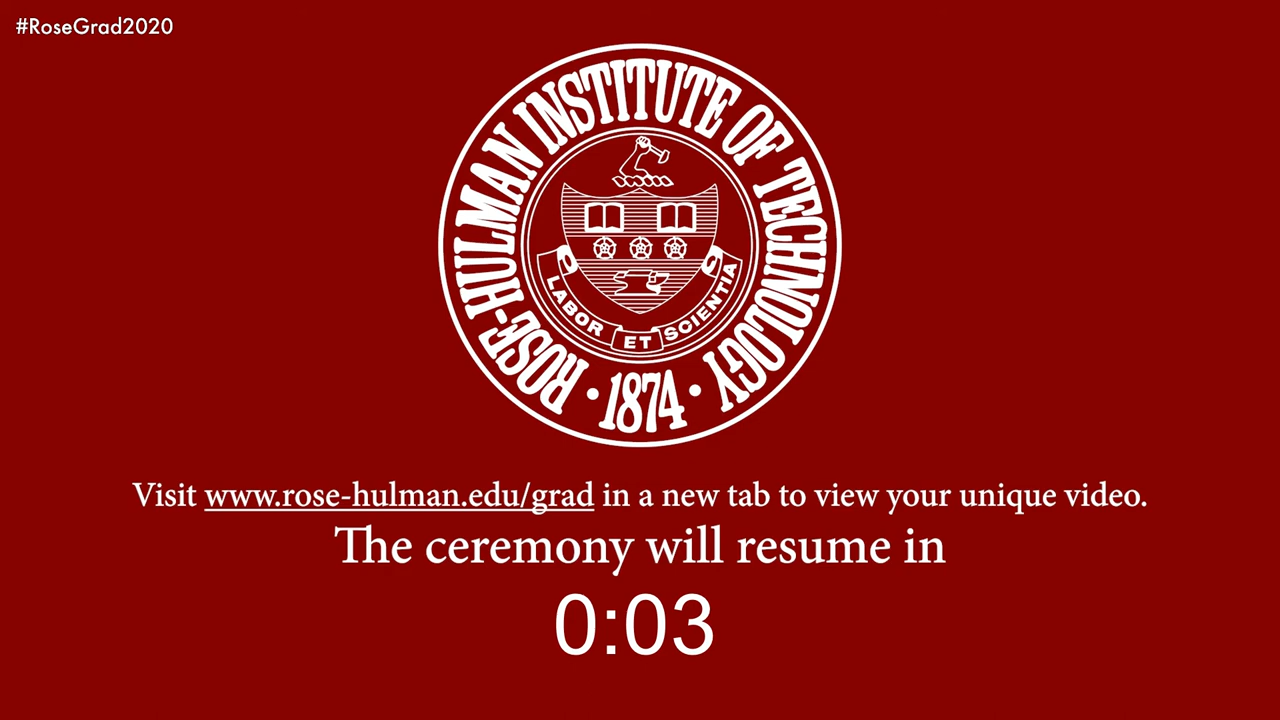 #RoseGrad2020
ROSE-HULMAN INSTITUTE OF TECHNOLOGY
LABOR ET SCIENTIA
• 1874 •
Visit www.rose-hulman.edu/grad in a new tab to view your unique video.
The ceremony will resume in
0:03